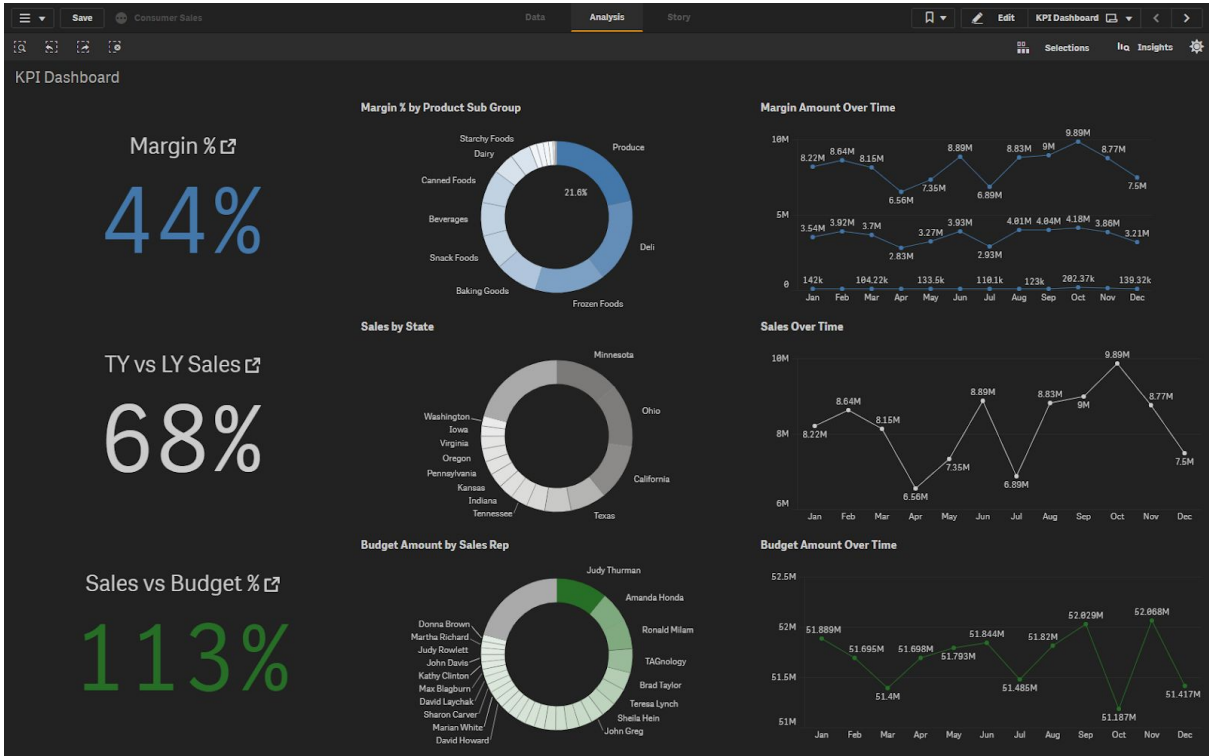 Save
Consumer Sales
Data
Analysis
Story
Edit
KPI Dashboard
Selections
Insights
KPI Dashboard
Margin %
44%
Margin % by Product Sub Group
Starchy Foods
Produce
Dairy
Canned Foods
21.6%
Beverages
Deli
Snack Foods
Baking Goods
Frozen Foods
Margin Amount Over Time
10M
5M
0
8.22M 8.64M 8.15M 6.56M 7.35M 8.89M 6.89M 8.83M 9M 9.89M 8.77M 7.5M
3.54M 3.92M 3.7M 2.83M 3.27M 3.93M 2.93M 4.01M 4.04M 4.18M 3.86M 3.21M
142k 104.22k 133.5k 110.1k 123k 202.37k 139.32k
Jan Feb Mar Apr May Jun Jul Aug Sep Oct Nov Dec
TY vs LY Sales
68%
Sales by State
Minnesota
Ohio
Washington
Iowa
Virginia
Oregon
Pennsylvania
California
Kansas
Indiana
Tennessee
Texas
Sales Over Time
10M
8M
6M
8.22M 8.64M 8.15M 6.56M 7.35M 8.89M 6.89M 8.83M 9M 9.89M 8.77M 7.5M
Jan Feb Mar Apr May Jun Jul Aug Sep Oct Nov Dec
Sales vs Budget %
113%
Budget Amount by Sales Rep
Judy Thurman
Amanda Honda
Donna Brown
Ronald Milam
Martha Richard
Judy Rowlett
John Davis
TAGnology
Kathy Clinton
Max Blagburn
Brad Taylor
David Laychak
Teresa Lynch
Sharon Carver
Sheila Hein
Marian White
John Greg
David Howard
Budget Amount Over Time
52.5M
52M
51.5M
51M
51.889M 51.695M 51.4M 51.698M 51.793M 51.844M 51.485M 51.82M 52.029M 51.187M 52.068M 51.417M
Jan Feb Mar Apr May Jun Jul Aug Sep Oct Nov Dec